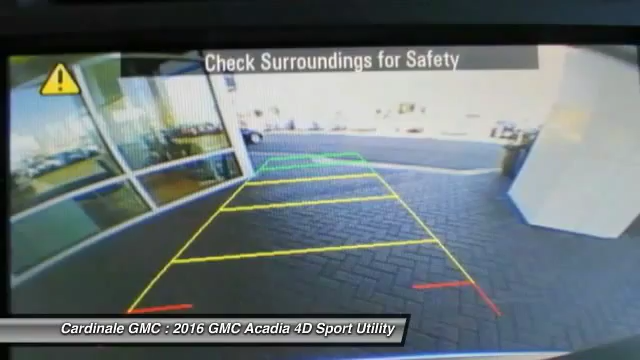 Check Surroundings for Safety
Cardinale GMC : 2016 GMC Acadia 4D Sport Utility